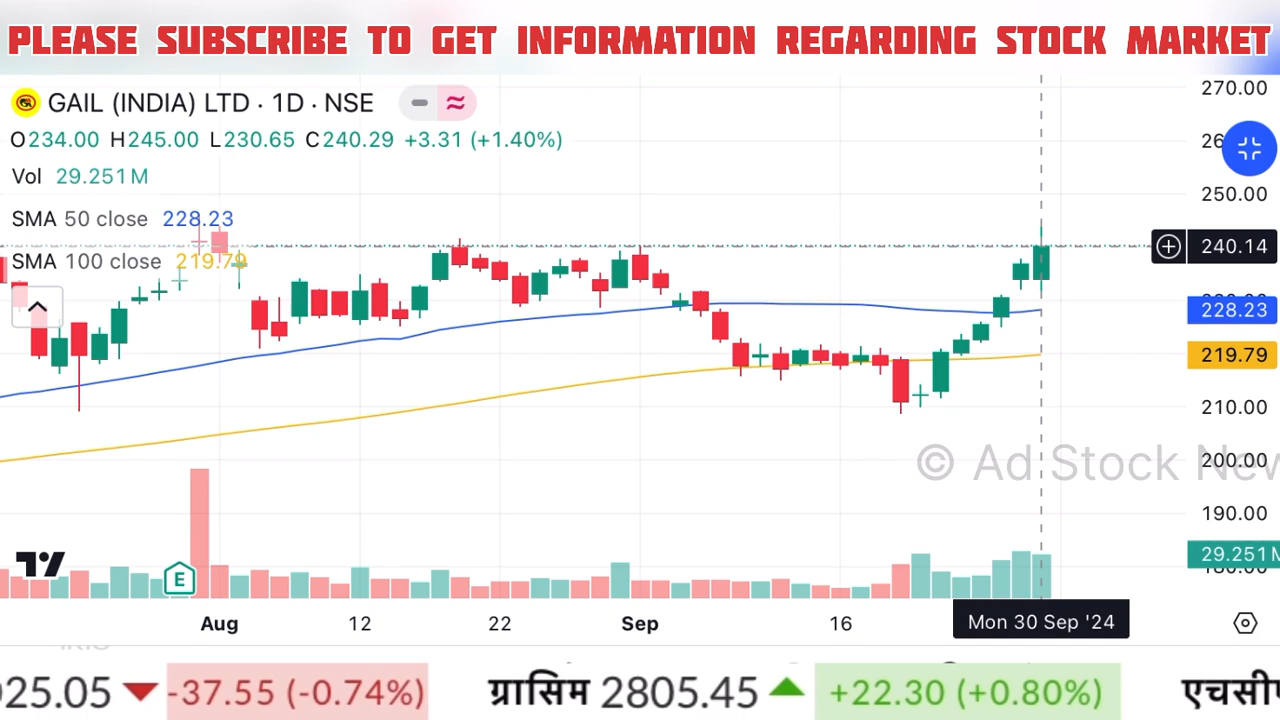 PLEASE SUBSCRIBE TO GET INFORMATION REGARDING STOCK MARKET
GAIL (INDIA) LTD · 1D · NSE
O234.00 H245.00 L230.65 C240.29 +3.31 (+1.40%)
Vol 29.251M
SMA 50 close 228.23
SMA 100 close 219.79
270.00
250.00
240.14
228.23
219.79
210.00
200.00
190.00
29.251M
© Ad Stock New
E
Aug 12 22 Sep 16 Mon 30 Sep '24
025.05 -37.55 (-0.74%) ग्रासिम 2805.45 +22.30 (+0.80%)